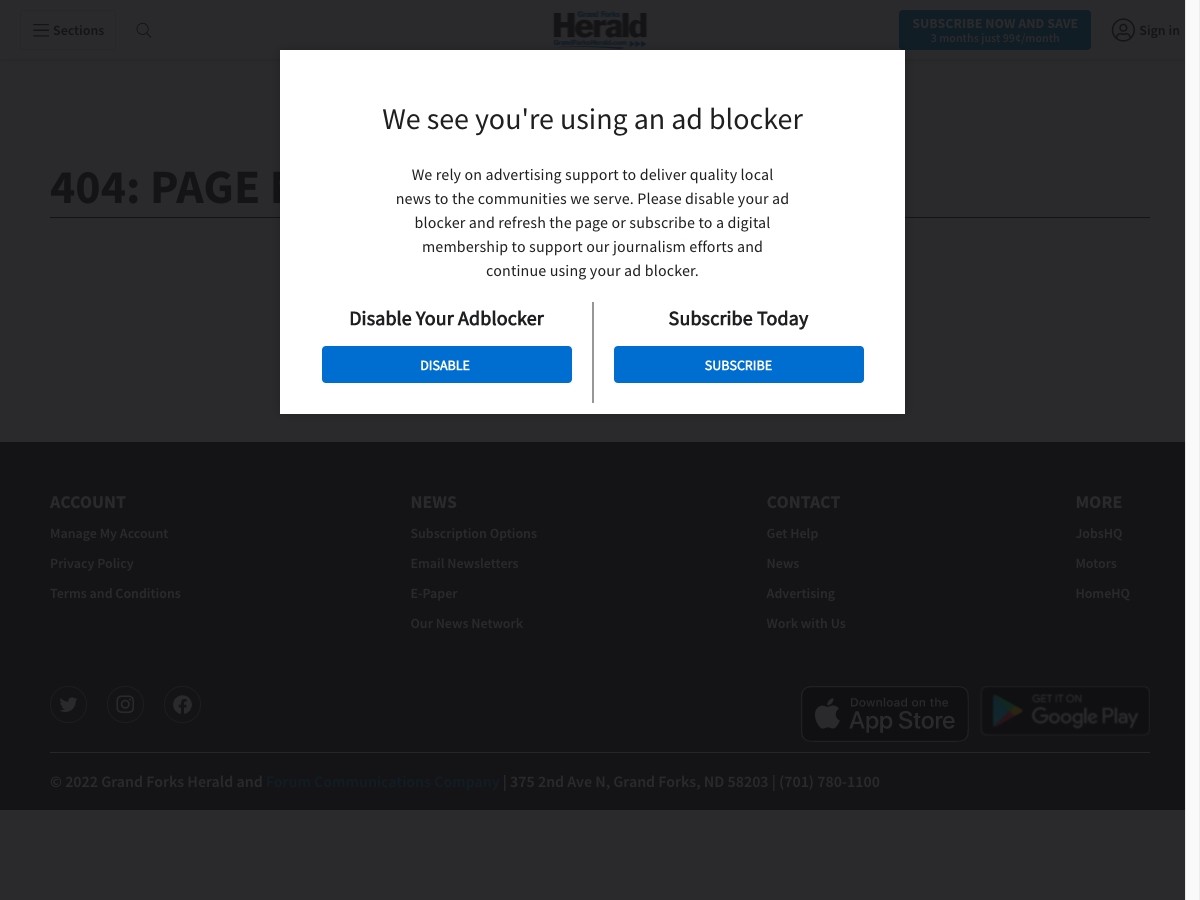 Sections
Grand Forks
Herald
SUBSCRIBE NOW AND SAVE
3 months just 99¢/month
Sign in
We see you're using an ad blocker
404: PAGE
We rely on advertising support to deliver quality local
news to the communities we serve. Please disable your ad
blocker and refresh the page or subscribe to a digital
membership to support our journalism efforts and
continue using your ad blocker.
Disable Your Adblocker
DISABLE
Subscribe Today
SUBSCRIBE
ACCOUNT
Manage My Account
Privacy Policy
Terms and Conditions
NEWS
Subscription Options
Email Newsletters
E-Paper
Our News Network
CONTACT
Get Help
News
Advertising
Work with Us
MORE
JobsHQ
Motors
HomeHQ
Download on the
App Store
GET IT ON
Google Play
© 2022 Grand Forks Herald and Forum Communications Company | 375 2nd Ave N, Grand Forks, ND 58203 | (701) 780-1100